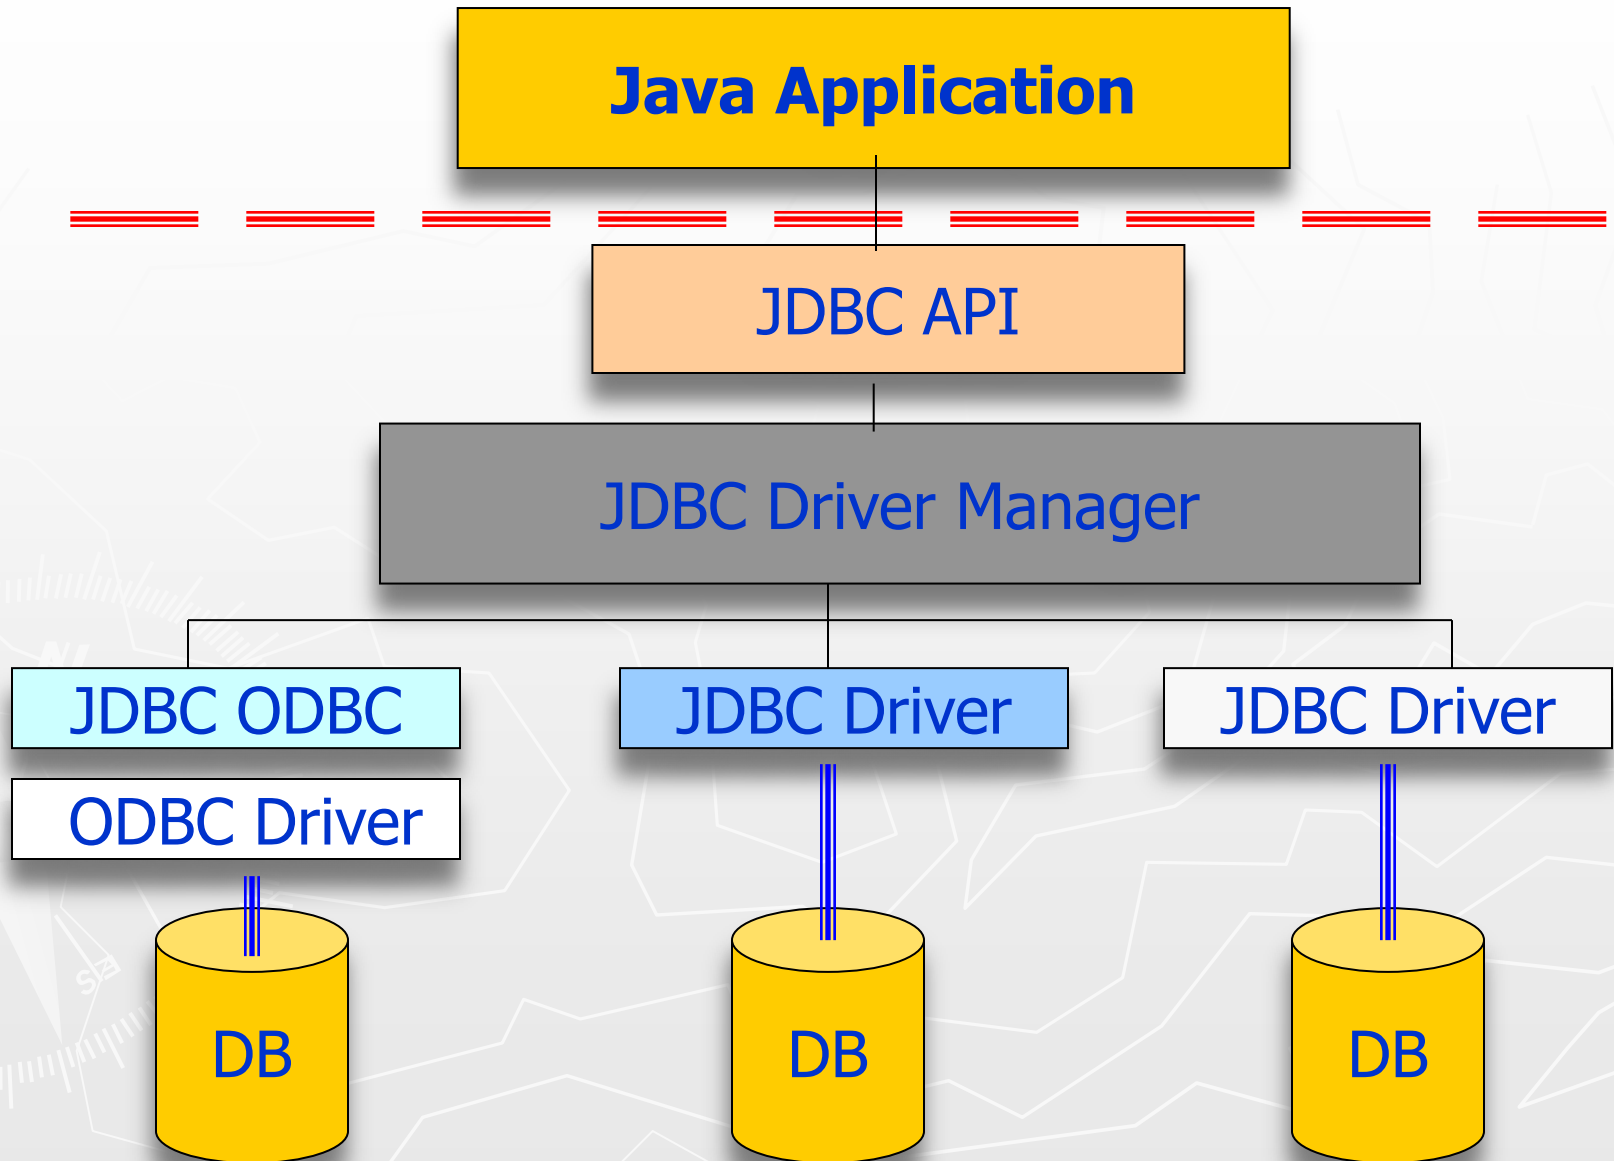 Java Application
JDBC API
JDBC Driver Manager
JDBC ODBC
JDBC Driver
JDBC Driver
ODBC Driver
DB
DB
DB